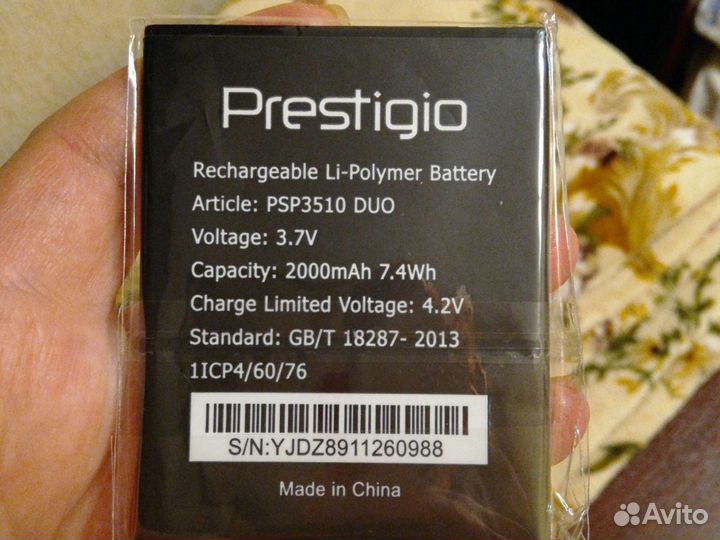 Prestigio
Rechargeable Li-Polymer Battery
Article: PSP3510 DUO
Voltage: 3.7V
Capacity: 2000mAh 7.4Wh
Charge Limited Voltage: 4.2V
Standard: GB/T 18287- 2013
1ICP4/60/76
S/N:YJDZ8911260988
Made in China
Avito